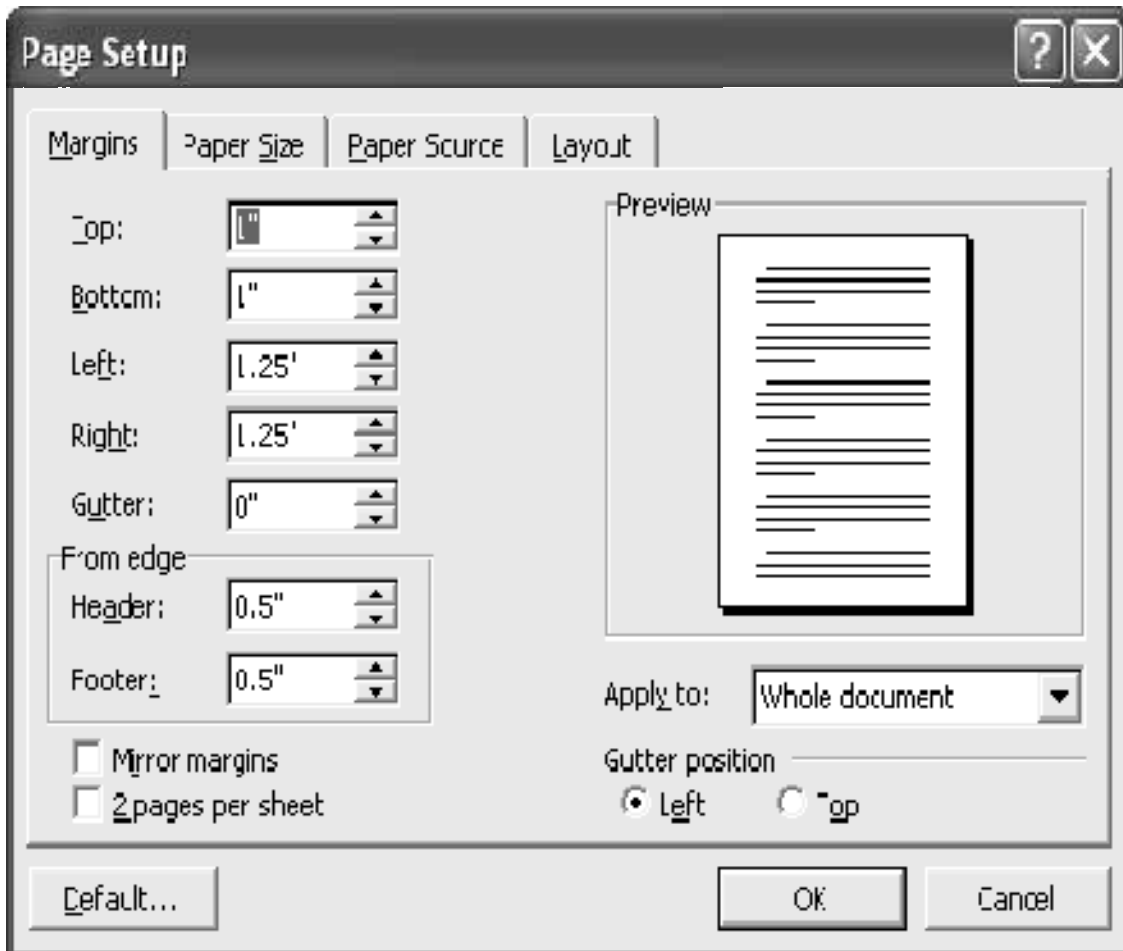 Page Setup
Margins Paper Size Paper Source Layout
Top: 1"
Bottom: 1"
Left: 1.25"
Right: 1.25"
Gutter: 0"
From edge
Header: 0.5"
Footer: 0.5"
Mirror margins
2 pages per sheet
Preview
Apply to: Whole document
Gutter position
Left Top
Default... OK Cancel